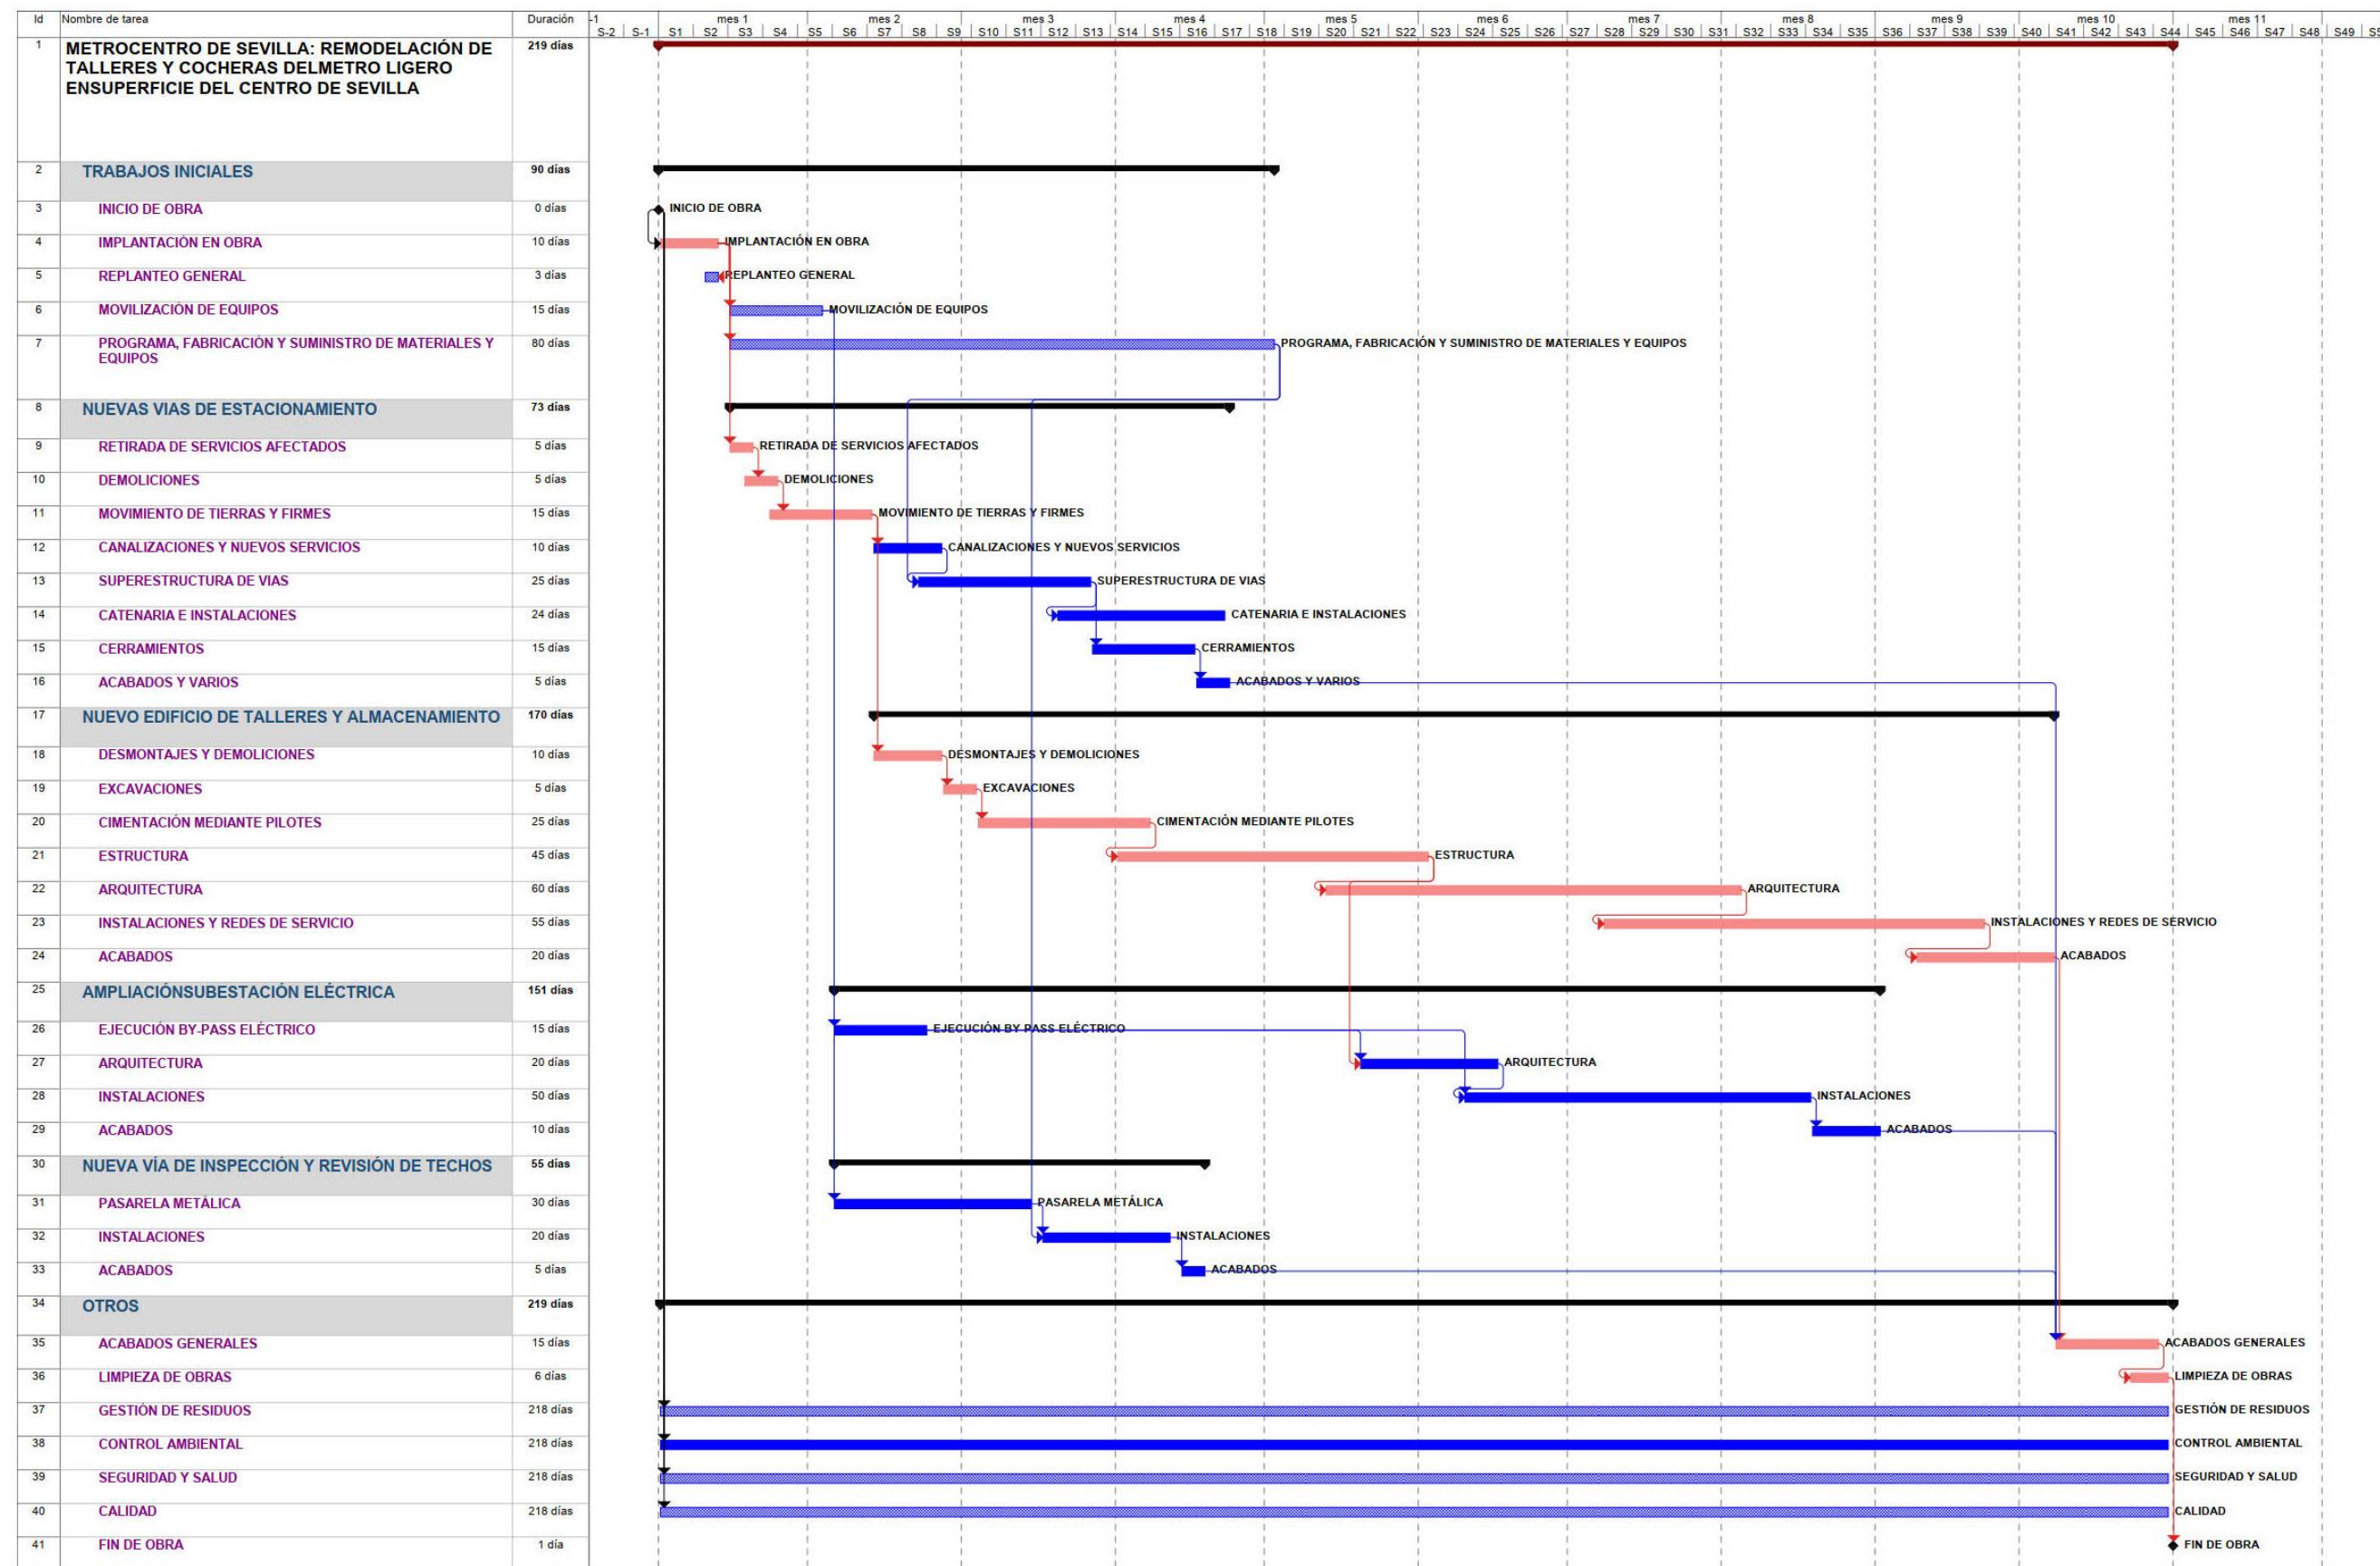 Id Nombre de tarea Duración -1 mes 1 mes 2 mes 3 mes 4 mes 5 mes 6 mes 7 mes 8 mes 9 mes 10 mes 11
S-2 S-1 S1 S2 S3 S4 S5 S6 S7 S8 S9 S10 S11 S12 S13 S14 S15 S16 S17 S18 S19 S20 S21 S22 S23 S24 S25 S26 S27 S28 S29 S30 S31 S32 S33 S34 S35 S36 S37 S38 S39 S40 S41 S42 S43 S44 S45 S46 S47 S48 S49
1 METROCENTRO DE SEVILLA: REMODELACIÓN DE 219 días
TALLERES Y COCHERAS DELMETRO LIGERO
ENSUPERFICIE DEL CENTRO DE SEVILLA
2 TRABAJOS INICIALES 90 días
3 INICIO DE OBRA 0 días INICIO DE OBRA
4 IMPLANTACIÓN EN OBRA 10 días IMPLANTACIÓN EN OBRA
5 REPLANTEO GENERAL 3 días REPLANTEO GENERAL
6 MOVILIZACIÓN DE EQUIPOS 15 días MOVILIZACIÓN DE EQUIPOS
7 PROGRAMA, FABRICACIÓN Y SUMINISTRO DE MATERIALES Y 80 días PROGRAMA, FABRICACIÓN Y SUMINISTRO DE MATERIALES Y EQUIPOS
EQUIPOS
8 NUEVAS VIAS DE ESTACIONAMIENTO 73 días
9 RETIRADA DE SERVICIOS AFECTADOS 5 días RETIRADA DE SERVICIOS AFECTADOS
10 DEMOLICIONES 5 días DEMOLICIONES
11 MOVIMIENTO DE TIERRAS Y FIRMES 15 días MOVIMIENTO DE TIERRAS Y FIRMES
12 CANALIZACIONES Y NUEVOS SERVICIOS 10 días CANALIZACIONES Y NUEVOS SERVICIOS
13 SUPERESTRUCTURA DE VIAS 25 días SUPERESTRUCTURA DE VIAS
14 CATENARIA E INSTALACIONES 24 días CATENARIA E INSTALACIONES
15 CERRAMIENTOS 15 días CERRAMIENTOS
16 ACABADOS Y VARIOS 5 días ACABADOS Y VARIOS
17 NUEVO EDIFICIO DE TALLERES Y ALMACENAMIENTO 170 días
18 DESMONTAJES Y DEMOLICIONES 10 días DESMONTAJES Y DEMOLICIONES
19 EXCAVACIONES 5 días EXCAVACIONES
20 CIMENTACIÓN MEDIANTE PILOTES 25 días CIMENTACIÓN MEDIANTE PILOTES
21 ESTRUCTURA 45 días ESTRUCTURA
22 ARQUITECTURA 60 días ARQUITECTURA
23 INSTALACIONES Y REDES DE SERVICIO 55 días INSTALACIONES Y REDES DE SERVICIO
24 ACABADOS 20 días ACABADOS
25 AMPLIACIÓNSUBESTACIÓN ELÉCTRICA 151 días
26 EJECUCIÓN BY-PASS ELÉCTRICO 15 días EJECUCIÓN BY-PASS ELÉCTRICO
27 ARQUITECTURA 20 días ARQUITECTURA
28 INSTALACIONES 50 días INSTALACIONES
29 ACABADOS 10 días ACABADOS
30 NUEVA VÍA DE INSPECCIÓN Y REVISIÓN DE TECHOS 55 días
31 PASARELA METÁLICA 30 días PASARELA METÁLICA
32 INSTALACIONES 20 días INSTALACIONES
33 ACABADOS 5 días ACABADOS
34 OTROS 219 días
35 ACABADOS GENERALES 15 días ACABADOS GENERALES
36 LIMPIEZA DE OBRAS 6 días LIMPIEZA DE OBRAS
37 GESTIÓN DE RESIDUOS 218 días GESTIÓN DE RESIDUOS
38 CONTROL AMBIENTAL 218 días CONTROL AMBIENTAL
39 SEGURIDAD Y SALUD 218 días SEGURIDAD Y SALUD
40 CALIDAD 218 días CALIDAD
41 FIN DE OBRA 1 día FIN DE OBRA